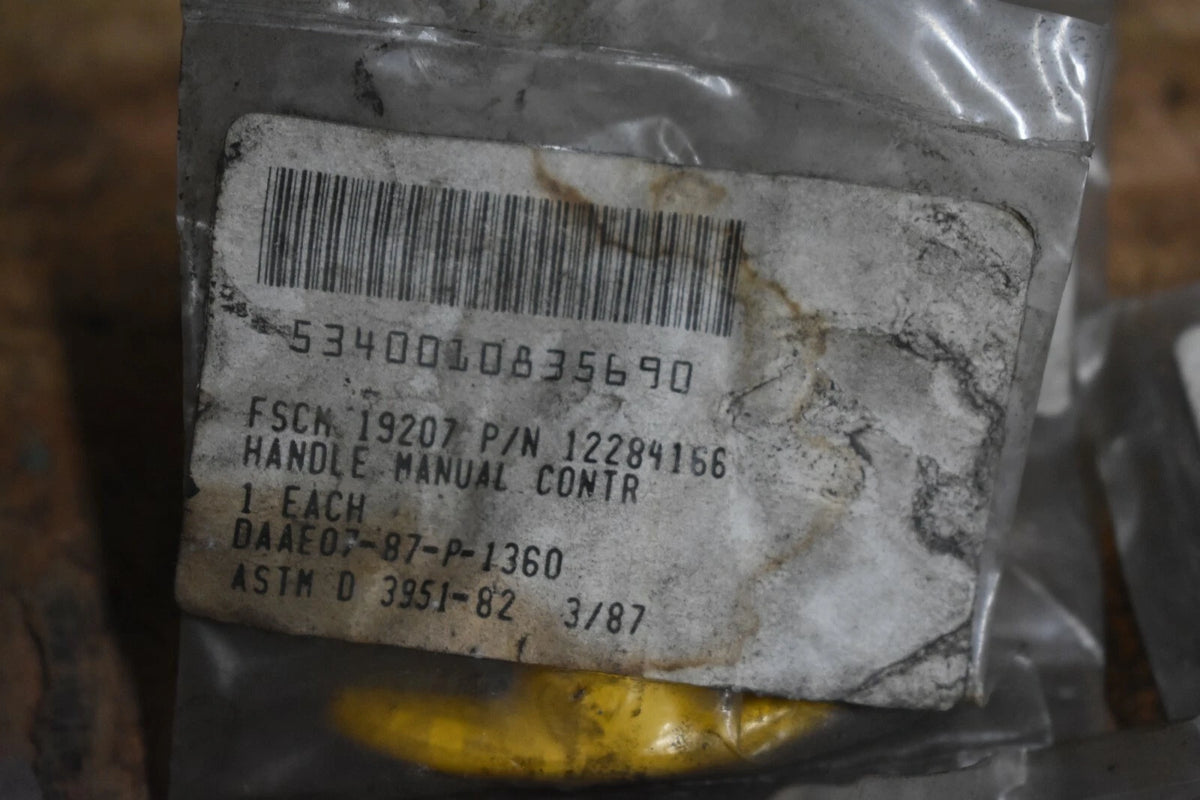 5340010835690
FSCM 19207 P/N 12284166
HANDLE MANUAL CONTR
1 EACH
DAAE07-87-P-1360
ASTM D 3951-82 3/87